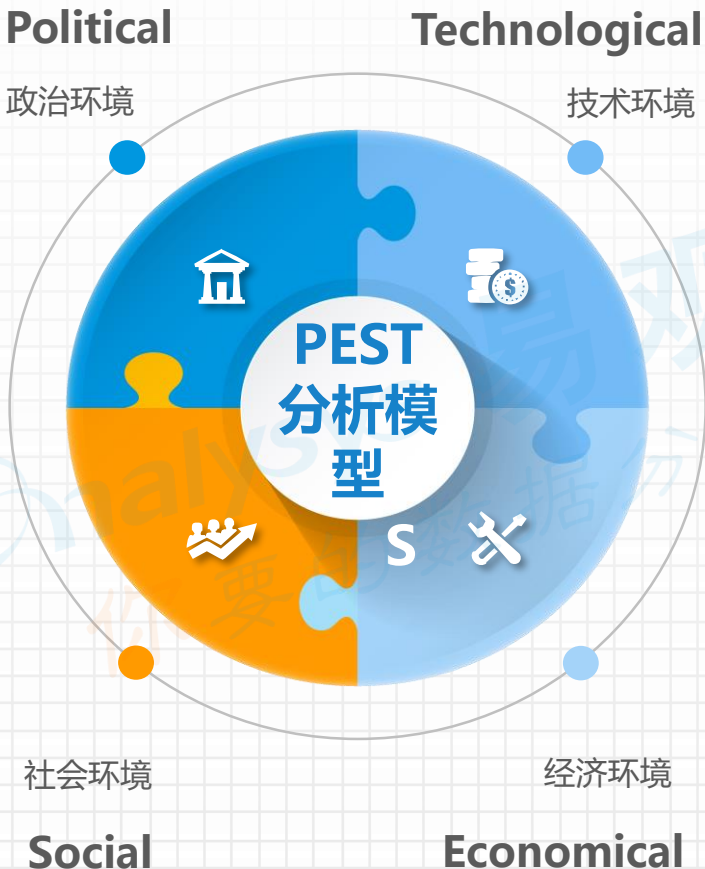 Political
Technological
政治环境
技术环境
PEST
分析模
型
S
社会环境
经济环境
Social
Economical